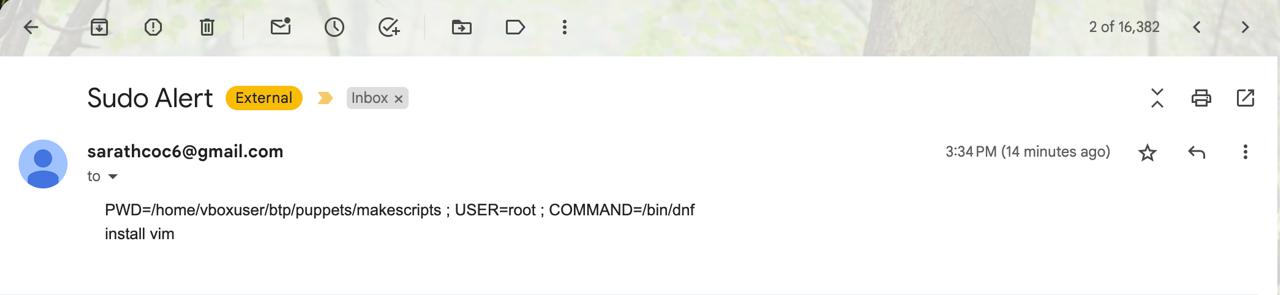 2 of 16,382
Sudo Alert External Inbox ×
sarathcoc6@gmail.com 3:34 PM (14 minutes ago)
to
PWD=/home/vboxuser/btp/puppets/makescripts ; USER=root ; COMMAND=/bin/dnf
install vim